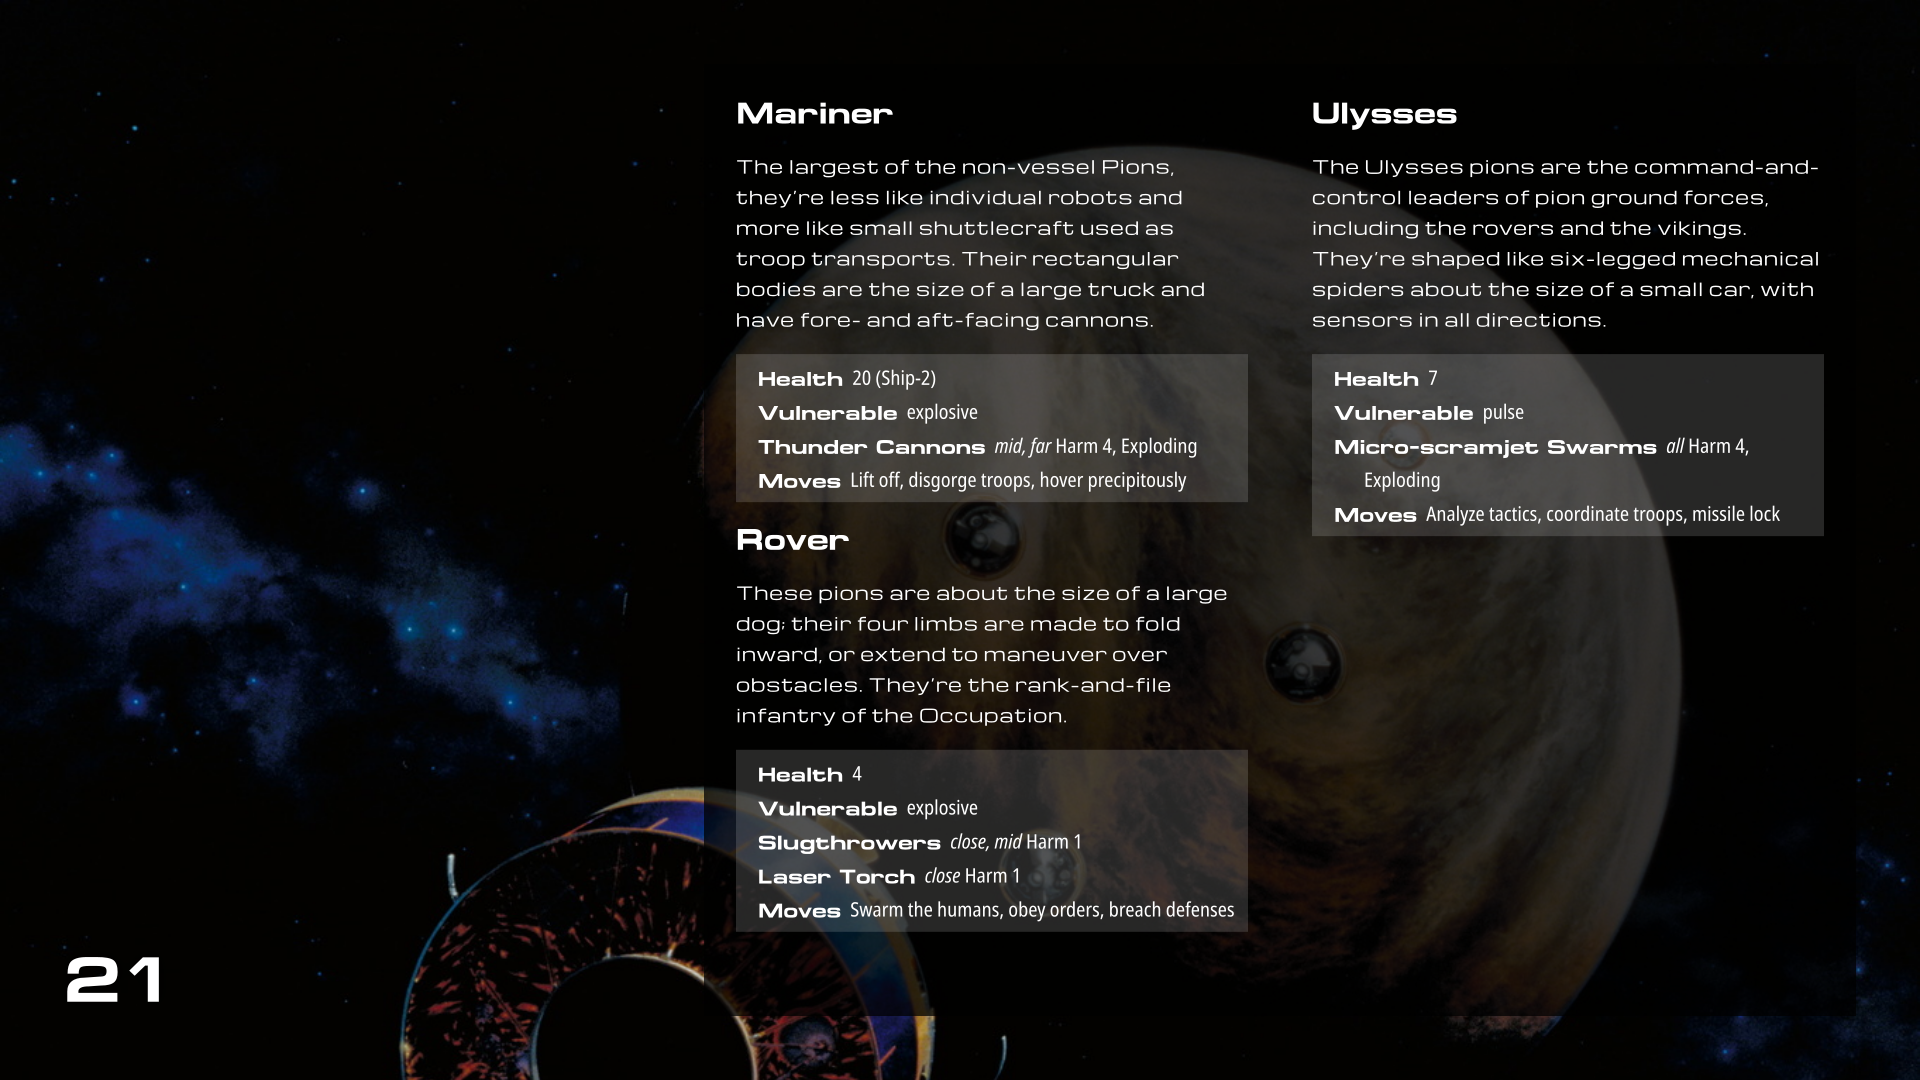 Mariner
The largest of the non-vessel Pions,
they're less like individual robots and
more like small shuttlecraft used as
troop transports. Their rectangular
bodies are the size of a large truck and
have fore- and aft-facing cannons.
Health 20 (Ship-2)
Vulnerable explosive
Thunder Cannons mid, far Harm 4, Exploding
Moves Lift off, disgorge troops, hover precipitously
Rover
These pions are about the size of a large
dog; their four limbs are made to fold
inward, or extend to maneuver over
obstacles. They're the rank-and-file
infantry of the Occupation.
Health 4
Vulnerable explosive
Slugthrowers close, mid Harm 1
Laser Torch close Harm 1
Moves Swarm the humans, obey orders, breach defenses
Ulysses
The Ulysses pions are the command-and-
control leaders of pion ground forces,
including the rovers and the vikings.
They're shaped like six-legged mechanical
spiders about the size of a small car, with
sensors in all directions.
Health 7
Vulnerable pulse
Micro-scramjet Swarms all Harm 4,
Exploding
Moves Analyze tactics, coordinate troops, missile lock
21